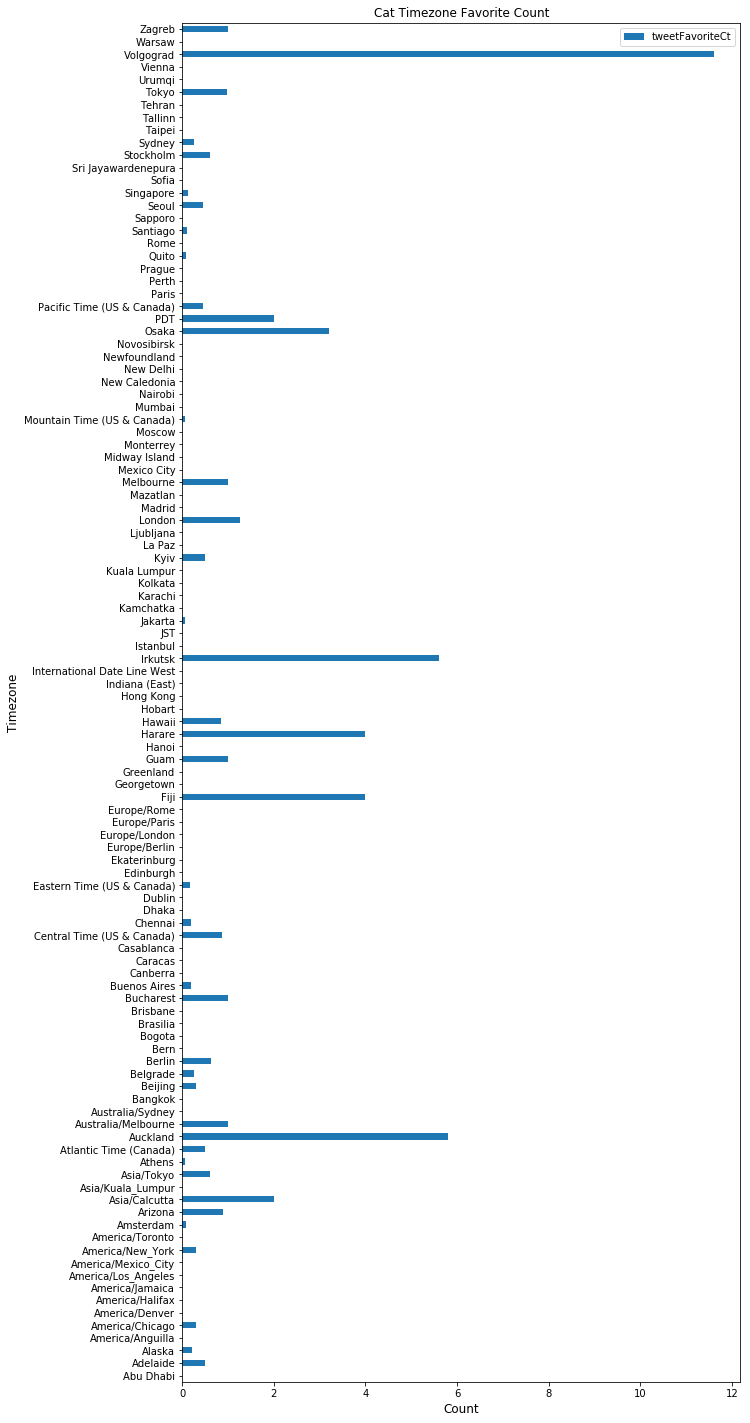 Cat Timezone Favorite Count
tweetFavoriteCt
Zagreb
Warsaw
Volgograd
Vienna
Urumqi
Tokyo
Tehran
Tallinn
Taipei
Sydney
Stockholm
Sri Jayawardenepura
Sofia
Singapore
Seoul
Sapporo
Santiago
Rome
Quito
Prague
Perth
Paris
Pacific Time (US & Canada)
PDT
Osaka
Novosibirsk
Newfoundland
New Delhi
New Caledonia
Nairobi
Mumbai
Mountain Time (US & Canada)
Moscow
Monterrey
Midway Island
Mexico City
Melbourne
Mazatlan
Madrid
London
Ljubljana
La Paz
Kyiv
Kuala Lumpur
Kolkata
Karachi
Kamchatka
Jakarta
JST
Istanbul
Irkutsk
International Date Line West
Indiana (East)
Hong Kong
Hobart
Hawaii
Harare
Hanoi
Guam
Greenland
Georgetown
Fiji
Europe/Rome
Europe/Paris
Europe/London
Europe/Berlin
Ekaterinburg
Edinburgh
Eastern Time (US & Canada)
Dublin
Dhaka
Chennai
Central Time (US & Canada)
Casablanca
Caracas
Canberra
Buenos Aires
Bucharest
Brisbane
Brasilia
Bogota
Bern
Berlin
Belgrade
Beijing
Bangkok
Australia/Sydney
Australia/Melbourne
Auckland
Atlantic Time (Canada)
Athens
Asia/Tokyo
Asia/Kuala_Lumpur
Asia/Calcutta
Arizona
Amsterdam
America/Toronto
America/New_York
America/Mexico_City
America/Los_Angeles
America/Jamaica
America/Halifax
America/Denver
America/Chicago
America/Anguilla
Alaska
Adelaide
Abu Dhabi
Timezone
0 2 4 6 8 10 12
Count